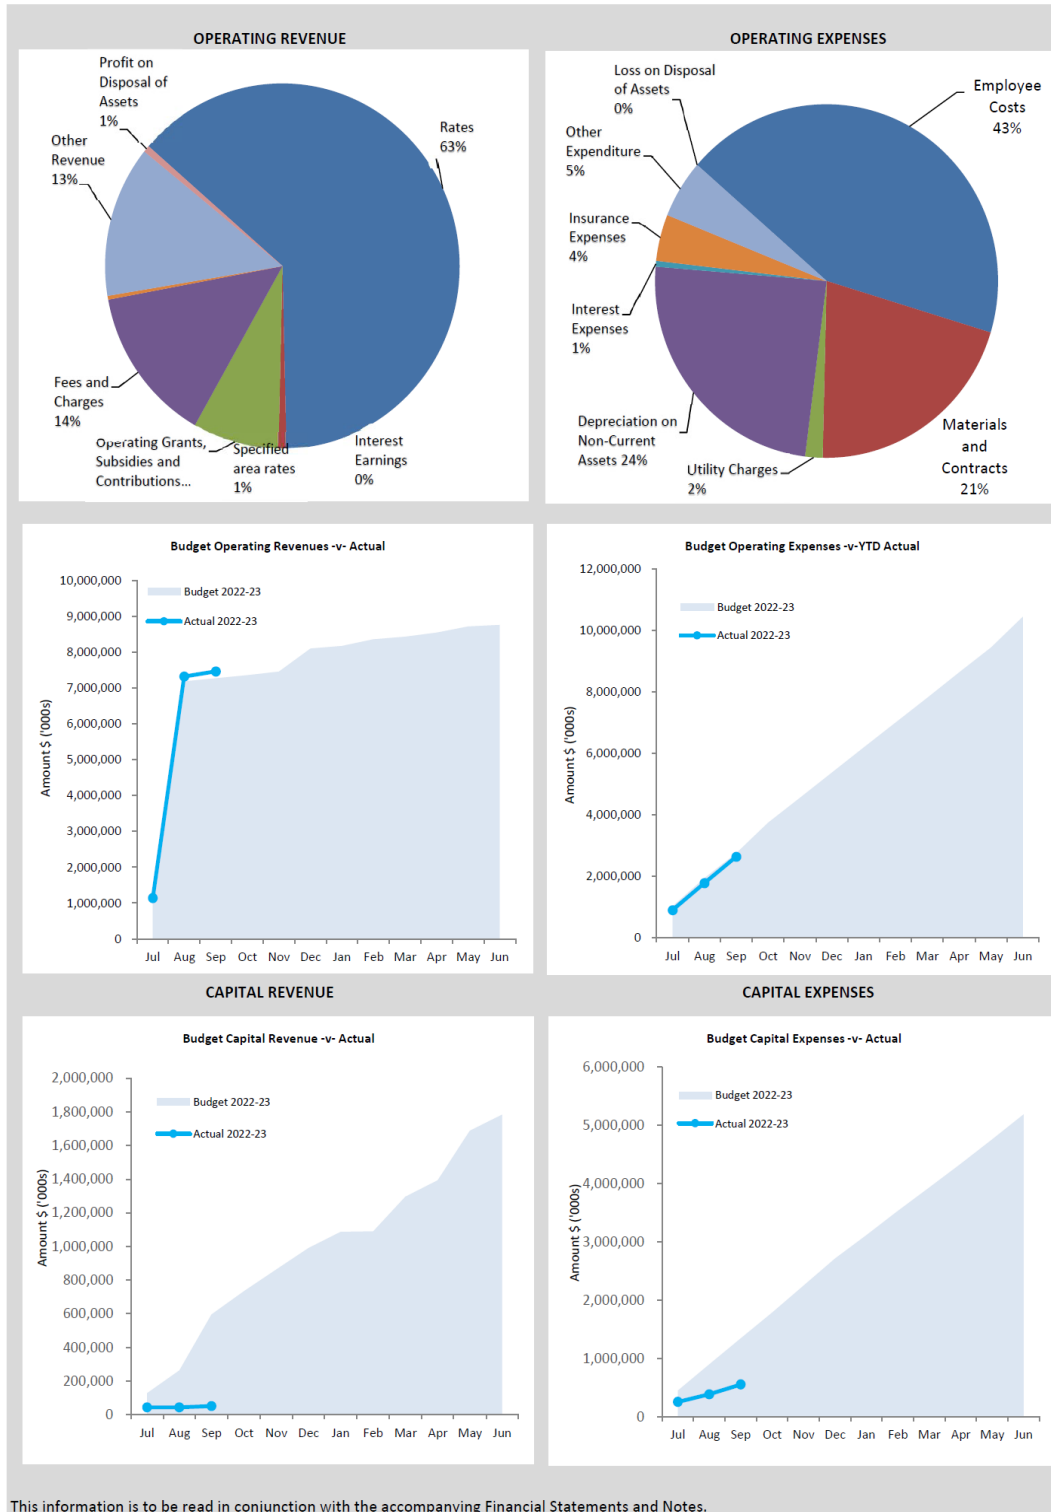 OPERATING REVENUE
Profit on
Disposal of
Assets
1%
Other
Revenue
13%
Rates
63%
Fees and
Charges
14%
Operating Grants,
Subsidies and
Contributions...
Specified
area rates
1%
Interest
Earnings
0%
OPERATING EXPENSES
Loss on Disposal
of Assets
0%
Other
Expenditure
5%
Insurance
Expenses
4%
Interest
Expenses
1%
Depreciation on
Non-Current
Assets 24%
Utility Charges
2%
Employee
Costs
43%
Materials
and
Contracts
21%
Budget Operating Revenues -v- Actual
Budget 2022-23
Actual 2022-23
Amount $ ('000s)
10,000,000
9,000,000
8,000,000
7,000,000
6,000,000
5,000,000
4,000,000
3,000,000
2,000,000
1,000,000
0
Jul Aug Sep Oct Nov Dec Jan Feb Mar Apr May Jun
Budget Operating Expenses -v-YTD Actual
Budget 2022-23
Actual 2022-23
Amount $ ('000s)
12,000,000
10,000,000
8,000,000
6,000,000
4,000,000
2,000,000
0
Jul Aug Sep Oct Nov Dec Jan Feb Mar Apr May Jun
CAPITAL REVENUE
Budget Capital Revenue -v- Actual
Budget 2022-23
Actual 2022-23
Amount $ ('000s)
2,000,000
1,800,000
1,600,000
1,400,000
1,200,000
1,000,000
800,000
600,000
400,000
200,000
0
Jul Aug Sep Oct Nov Dec Jan Feb Mar Apr May Jun
CAPITAL EXPENSES
Budget Capital Expenses -v- Actual
Budget 2022-23
Actual 2022-23
Amount $ ('000s)
6,000,000
5,000,000
4,000,000
3,000,000
2,000,000
1,000,000
0
Jul Aug Sep Oct Nov Dec Jan Feb Mar Apr May Jun
This information is to be read in conjunction with the accompanying Financial Statements and Notes.